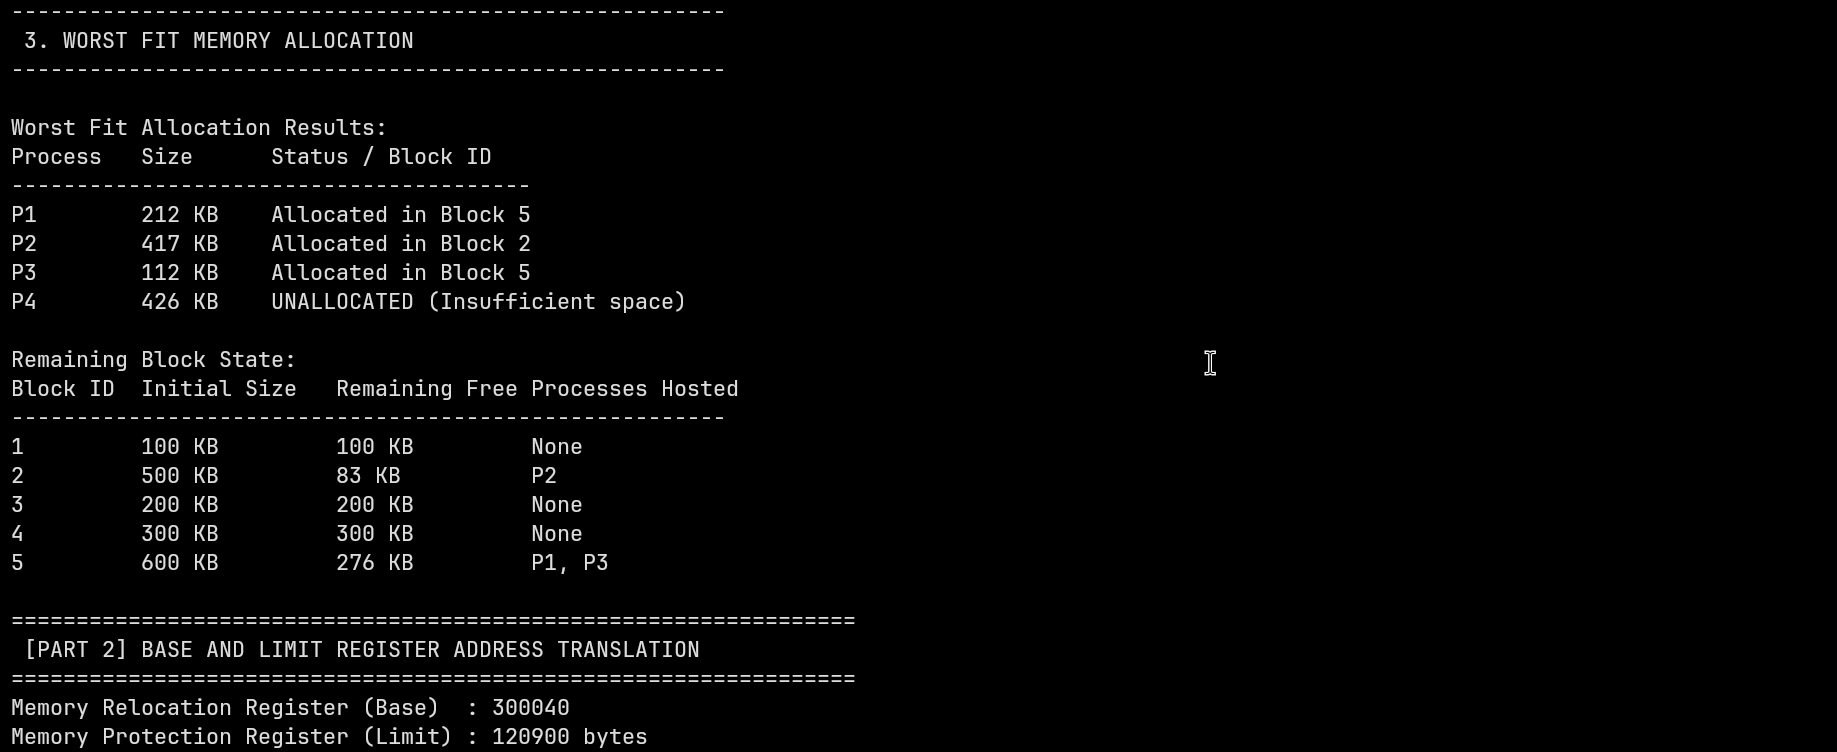 -------------------------------------------------------
 3. WORST FIT MEMORY ALLOCATION
-------------------------------------------------------

Worst Fit Allocation Results:
Process   Size      Status / Block ID
----------------------------------------
P1        212 KB    Allocated in Block 5
P2        417 KB    Allocated in Block 2
P3        112 KB    Allocated in Block 5
P4        426 KB    UNALLOCATED (Insufficient space)

Remaining Block State:
Block ID  Initial Size   Remaining Free Processes Hosted
-------------------------------------------------------
1         100 KB         100 KB         None
2         500 KB         83 KB          P2
3         200 KB         200 KB         None
4         300 KB         300 KB         None
5         600 KB         276 KB         P1, P3

=================================================================
 [PART 2] BASE AND LIMIT REGISTER ADDRESS TRANSLATION
=================================================================
Memory Relocation Register (Base)  : 300040
Memory Protection Register (Limit) : 120900 bytes